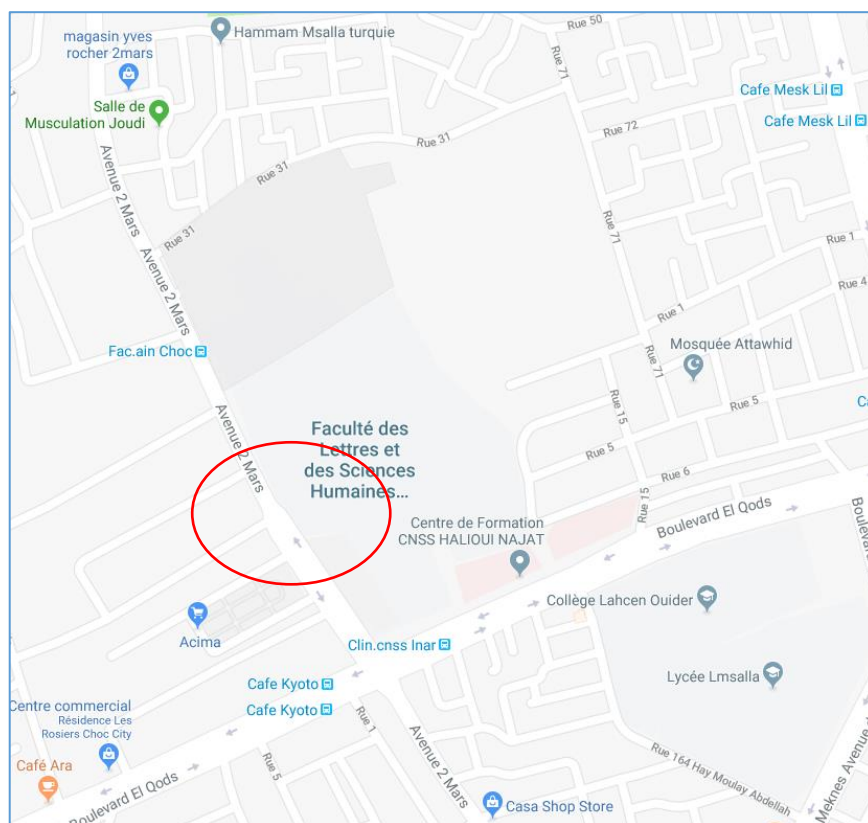 magasin yves
rocher 2mars
Hammam Msalla turquie
Rue 50
Salle de
Musculation Joudi
Rue 71
Cafe Mesk Lil
Cafe Mesk Lil
Rue 72
Rue 31
Avenue 2 Mars
Rue 31
Rue 31
Avenue 2 Mars
Rue 71
Rue 1
Rue 4
Rue 1
Fac.ain Choc
Mosquée Attawhid
Rue 71
Avenue 2 Mars
Faculté des
Lettres et
des Sciences
Humaines...
Rue 15
Rue 5
Rue 5
Rue 6
Rue 15
Centre de Formation
CNSS HALIOUI NAJAT
Boulevard El Qods
Collège Lahcen Ouider
Acima
Clin.cnss Inar
Lycée Lmsalla
Cafe Kyoto
Cafe Kyoto
Centre commercial
Résidence Les
Rosiers Choc City
Rue 1
Avenue 2 Mars
Rue 5
Café Ara
Boulevard El Qods
Rue 164 Hay Moulay Abdellah
Meknes Avenue
Casa Shop Store